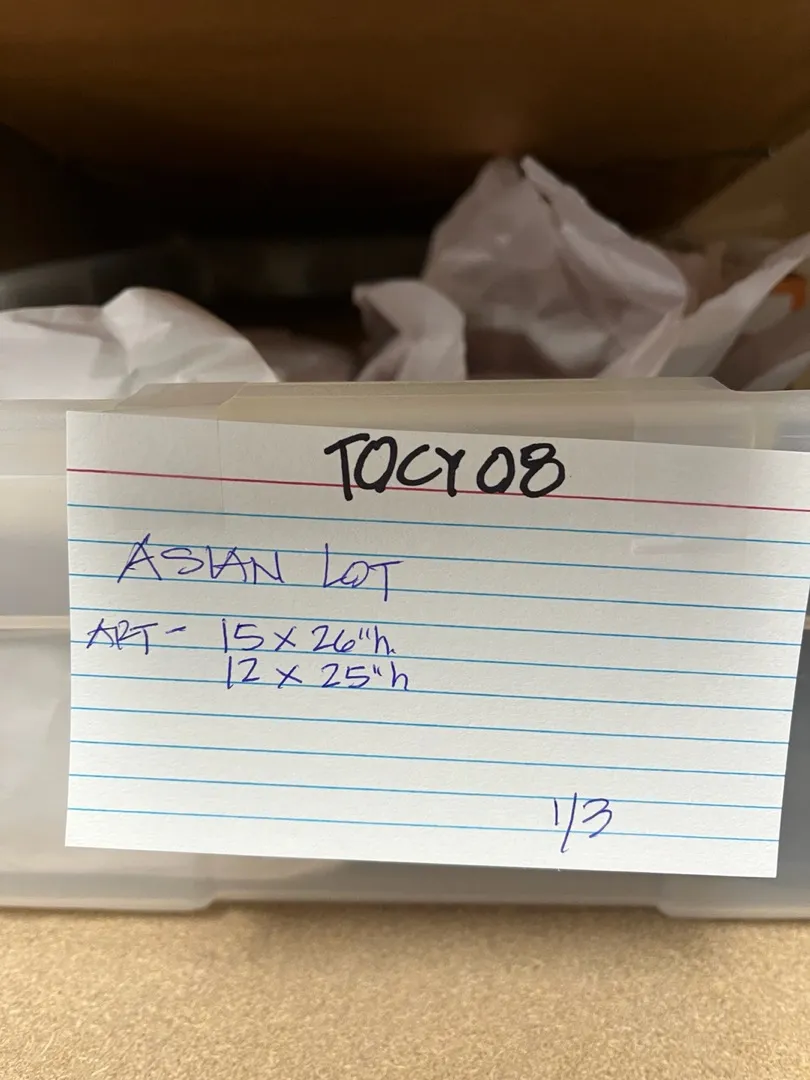 TOCY08
ASIAN LOT
ART - 15 x 26"h.
12 x 25"h
1/3